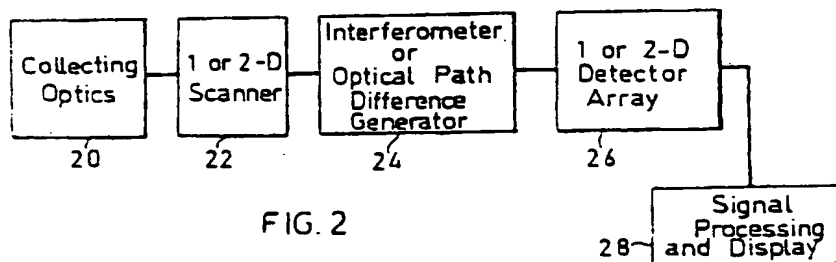 Collecting
Optics
20
1 or 2-D
Scanner
22
Interferometer
or
Optical Path
Difference
Generator
24
1 or 2-D
Detector
Array
26
Signal
Processing
and Display
28
FIG. 2